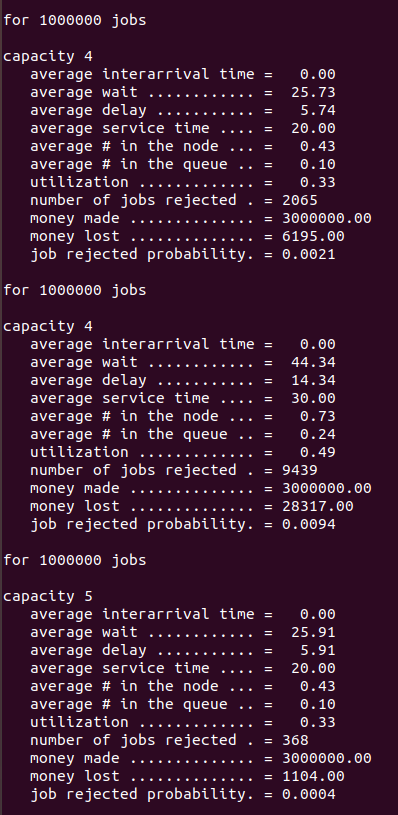 for 1000000 jobs
capacity 4
average interarrival time = 0.00
average wait ............ = 25.73
average delay ........... = 5.74
average service time .... = 20.00
average # in the node ... = 0.43
average # in the queue .. = 0.10
utilization ............. = 0.33
number of jobs rejected . = 2065
money made .............. = 3000000.00
money lost .............. = 6195.00
job rejected probability. = 0.0021
for 1000000 jobs
capacity 4
average interarrival time = 0.00
average wait ............ = 44.34
average delay ........... = 14.34
average service time .... = 30.00
average # in the node ... = 0.73
average # in the queue .. = 0.24
utilization ............. = 0.49
number of jobs rejected . = 9439
money made .............. = 3000000.00
money lost .............. = 28317.00
job rejected probability. = 0.0094
for 1000000 jobs
capacity 5
average interarrival time = 0.00
average wait ............ = 25.91
average delay ........... = 5.91
average service time .... = 20.00
average # in the node ... = 0.43
average # in the queue .. = 0.10
utilization ............. = 0.33
number of jobs rejected . = 368
money made .............. = 3000000.00
money lost .............. = 1104.00
job rejected probability. = 0.0004